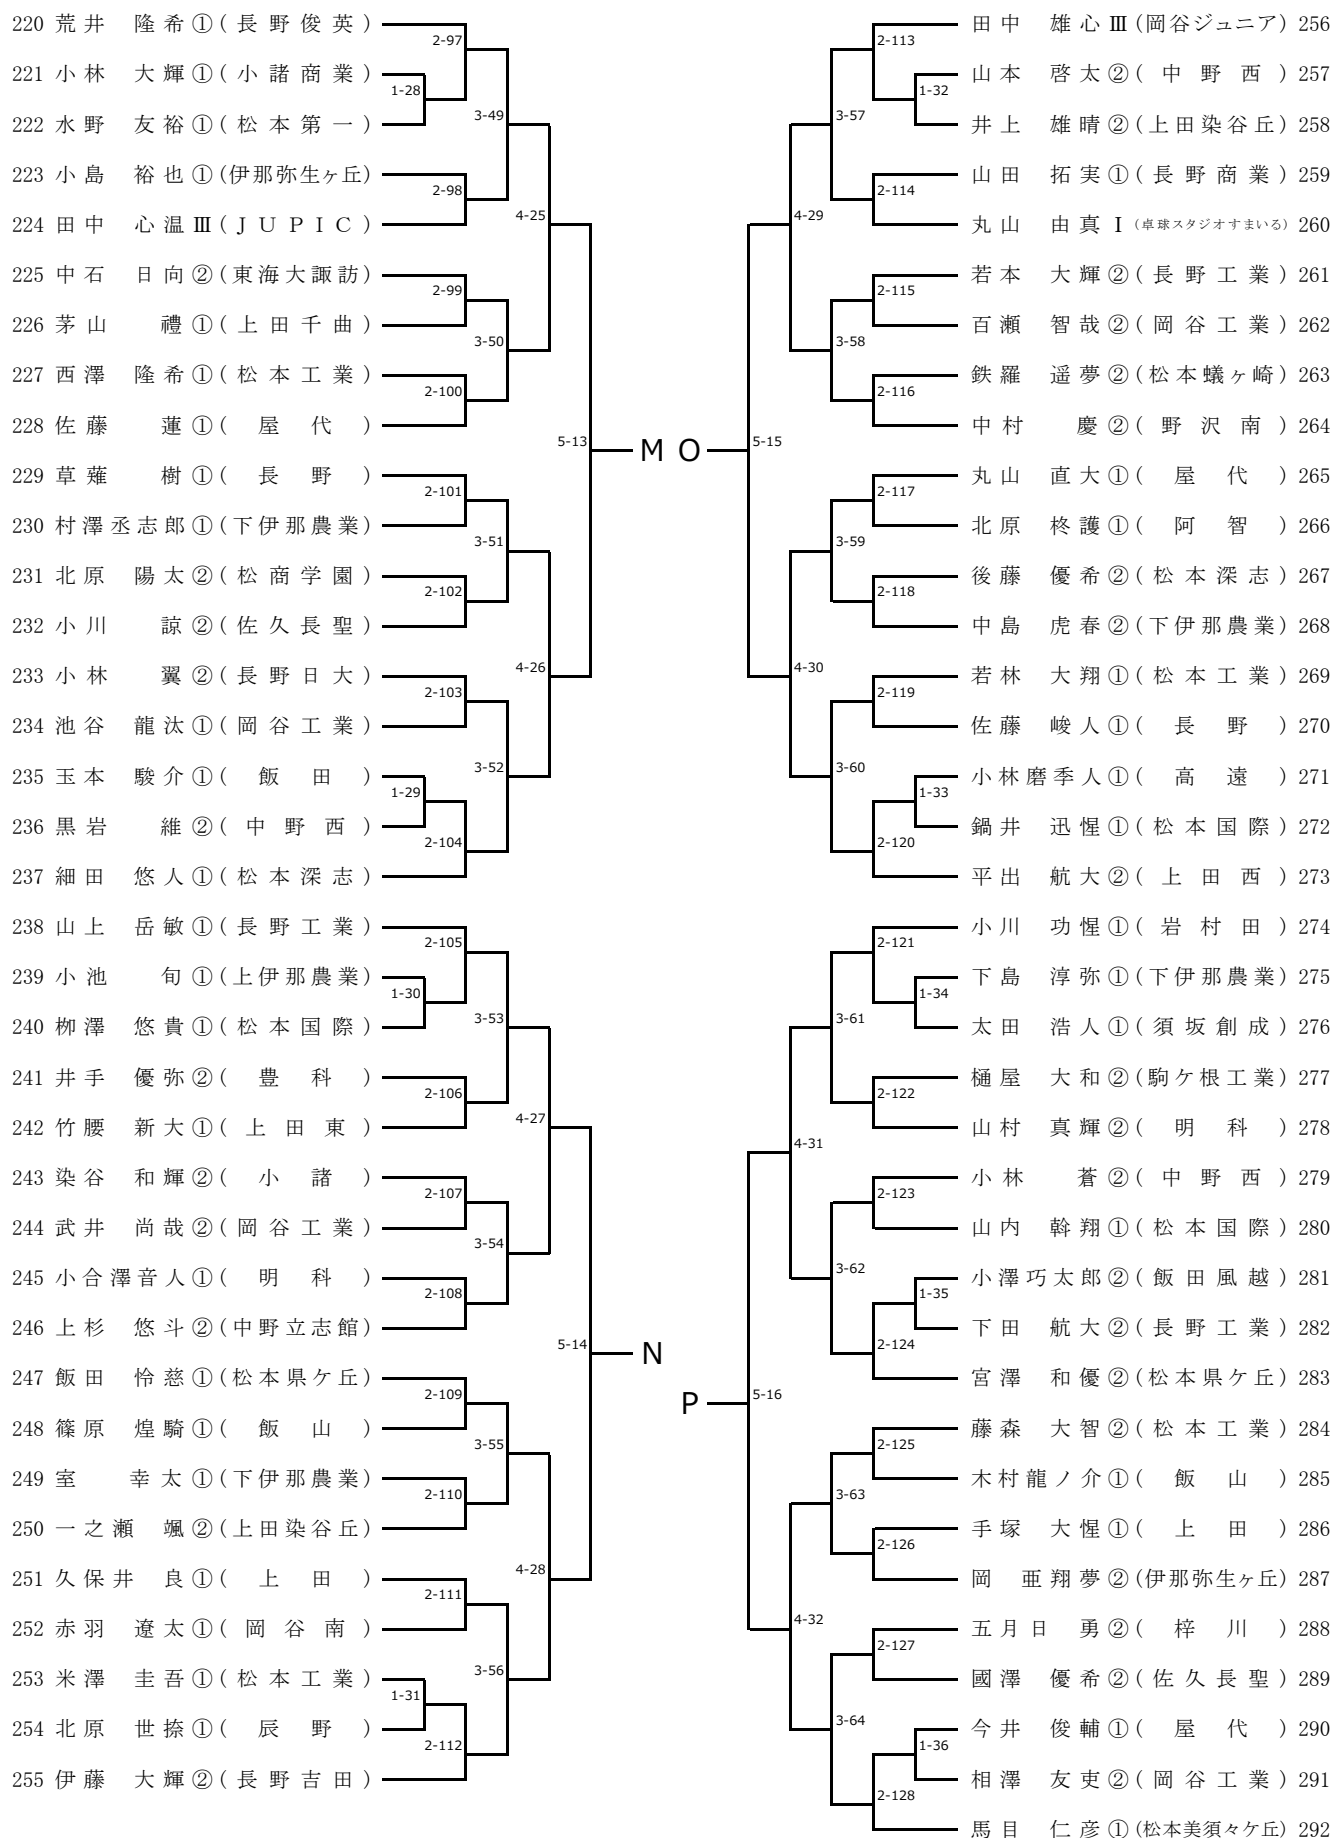 220 荒井 隆希①(長野俊英)
2-97
221 小林 大輝①(小諸商業)
1-28
222 水野 友裕①(松本第一)
3-49
223 小島 裕也①(伊那弥生ヶ丘)
2-98
224 田中 心温Ⅲ(JUPIC)
4-25
225 中石 日向②(東海大諏訪)
2-99
226 茅山 禮①(上田千曲)
3-50
227 西澤 隆希①(松本工業)
2-100
228 佐藤 蓮①(屋代)
5-13
M
229 草薙 樹①(長野)
2-101
230 村澤丞志郎①(下伊那農業)
3-51
231 北原 陽太②(松商学園)
2-102
232 小川 諒②(佐久長聖)
4-26
233 小林 翼②(長野日大)
2-103
234 池谷 龍汰①(岡谷工業)
3-52
235 玉本 駿介①(飯田)
1-29
236 黒岩 維②(中野西)
2-104
237 細田 悠人①(松本深志)
238 山上 岳敏①(長野工業)
2-105
239 小池 旬①(上伊那農業)
1-30
240 栁澤 悠貴①(松本国際)
3-53
241 井手 優弥②(豊科)
2-106
242 竹腰 新大①(上田東)
4-27
243 染谷 和輝②(小諸)
2-107
244 武井 尚哉②(岡谷工業)
3-54
245 小合澤音人①(明科)
2-108
246 上杉 悠斗②(中野立志館)
5-14
N
247 飯田 怜慈①(松本県ケ丘)
2-109
248 篠原 煌騎①(飯山)
3-55
249 室 幸太①(下伊那農業)
2-110
250 一之瀬 颯②(上田染谷丘)
4-28
251 久保井 良①(上田)
2-111
252 赤羽 遼太①(岡谷南)
3-56
253 米澤 圭吾①(松本工業)
1-31
254 北原 世捺①(辰野)
2-112
255 伊藤 大輝②(長野吉田)
田中 雄心Ⅲ(岡谷ジュニア) 256
2-113
山本 啓太②(中野西) 257
1-32
井上 雄晴②(上田染谷丘) 258
3-57
山田 拓実①(長野商業) 259
2-114
丸山 由真Ⅰ(卓球スタジオすまいる) 260
4-29
若本 大輝②(長野工業) 261
2-115
百瀬 智哉②(岡谷工業) 262
3-58
鉄羅 遥夢②(松本蟻ヶ崎) 263
2-116
中村 慶②(野沢南) 264
O
5-15
丸山 直大①(屋代) 265
2-117
北原 柊護①(阿智) 266
3-59
後藤 優希②(松本深志) 267
2-118
中島 虎春②(下伊那農業) 268
4-30
若林 大翔①(松本工業) 269
2-119
佐藤 峻人①(長野) 270
3-60
小林磨季人①(高遠) 271
1-33
鍋井 迅惺①(松本国際) 272
2-120
平出 航大②(上田西) 273
小川 功惺①(岩村田) 274
2-121
下島 淳弥①(下伊那農業) 275
1-34
太田 浩人①(須坂創成) 276
3-61
樋屋 大和②(駒ケ根工業) 277
2-122
山村 真輝②(明科) 278
4-31
小林 蒼②(中野西) 279
2-123
山内 幹翔①(松本国際) 280
3-62
小澤巧太郎②(飯田風越) 281
1-35
下田 航大②(長野工業) 282
2-124
宮澤 和優②(松本県ケ丘) 283
P
5-16
藤森 大智②(松本工業) 284
2-125
木村龍ノ介①(飯山) 285
3-63
手塚 大惺①(上田) 286
2-126
岡 亜翔夢②(伊那弥生ヶ丘) 287
4-32
五月日 勇②(梓川) 288
2-127
國澤 優希②(佐久長聖) 289
3-64
今井 俊輔①(屋代) 290
1-36
相澤 友吏②(岡谷工業) 291
2-128
馬目 仁彦①(松本美須々ケ丘) 292